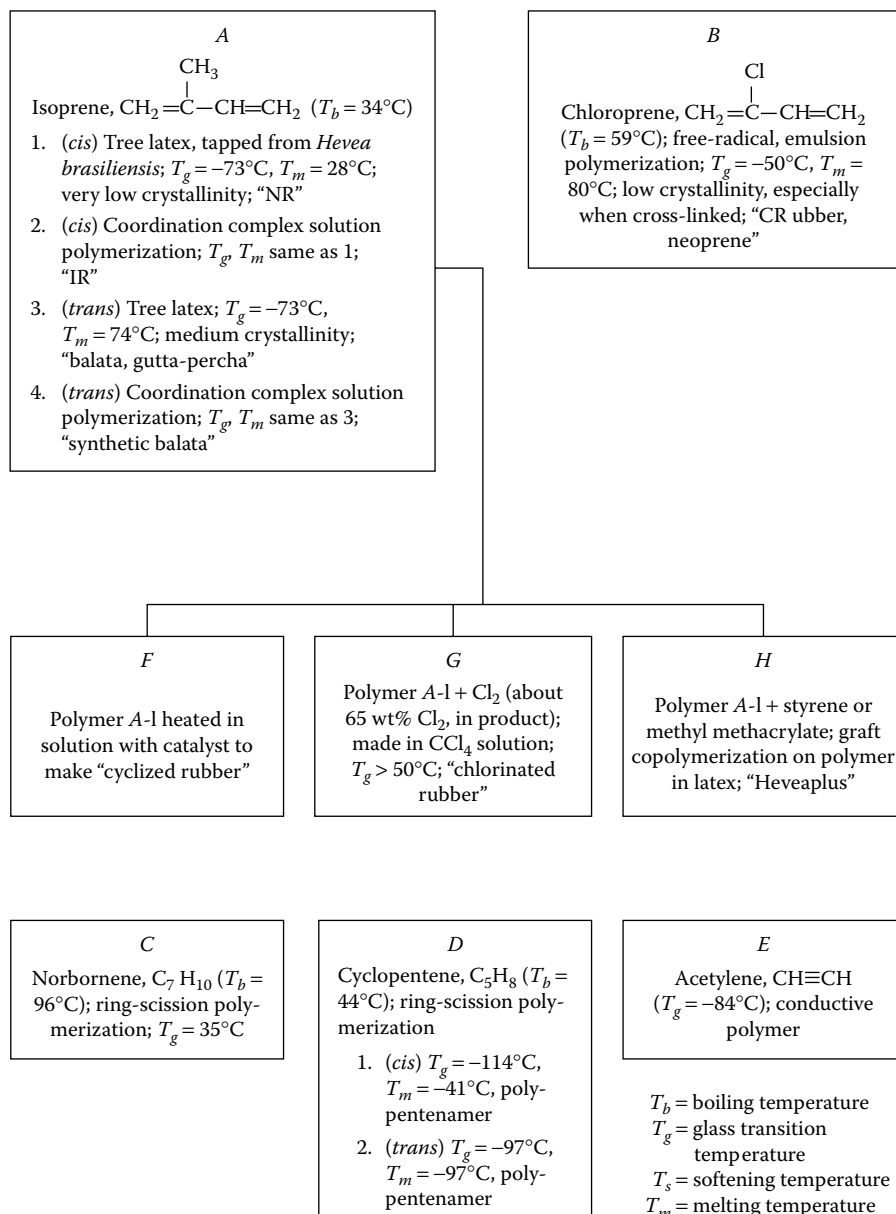 A
CH3
Isoprene, CH2=C−CH=CH2 (Tb = 34°C)
1. (cis) Tree latex, tapped from Hevea
brasiliensis; Tg = −73°C, Tm = 28°C;
very low crystallinity; “NR”
2. (cis) Coordination complex solution
polymerization; Tg, Tm same as 1;
“IR”
3. (trans) Tree latex; Tg = −73°C,
Tm = 74°C; medium crystallinity;
“balata, gutta-percha”
4. (trans) Coordination complex solution
polymerization; Tg, Tm same as 3;
“synthetic balata”
B
Cl
Chloroprene, CH2=C−CH=CH2
(Tb = 59°C); free-radical, emulsion
polymerization; Tg = −50°C, Tm =
80°C; low crystallinity, especially
when cross-linked; “CR ubber,
neoprene”
F
Polymer A-l heated in
solution with catalyst to
make “cyclized rubber”
G
Polymer A-l + Cl2 (about
65 wt% Cl2, in product);
made in CCl4 solution;
Tg > 50°C; “chlorinated
rubber”
H
Polymer A-l + styrene or
methyl methacrylate; graft
copolymerization on polymer
in latex; “Heveaplus”
C
Norbornene, C7 H10 (Tb =
96°C); ring-scission poly-
merization; Tg = 35°C
D
Cyclopentene, C5H8 (Tb =
44°C); ring-scission poly-
merization
1. (cis) Tg = −114°C,
Tm = −41°C, poly-
pentenamer
2. (trans) Tg = −97°C,
Tm = −97°C, poly-
pentenamer
E
Acetylene, CH≡CH
(Tg = −84°C); conductive
polymer
Tb = boiling temperature
Tg = glass transition
temperature
Ts = softening temperature
Tm = melting temperature